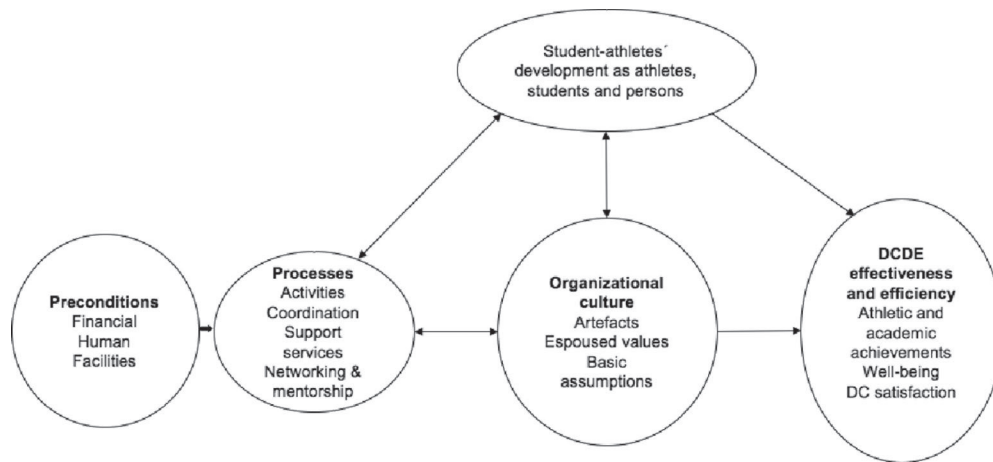 Student-athletes´
development as athletes,
students and persons
Preconditions
Financial
Human
Facilities
Processes
Activities
Coordination
Support
services
Networking &
mentorship
Organizational
culture
Artefacts
Espoused values
Basic
assumptions
DCDE
effectiveness
and efficiency
Athletic and
academic
achievements
Well-being
DC satisfaction